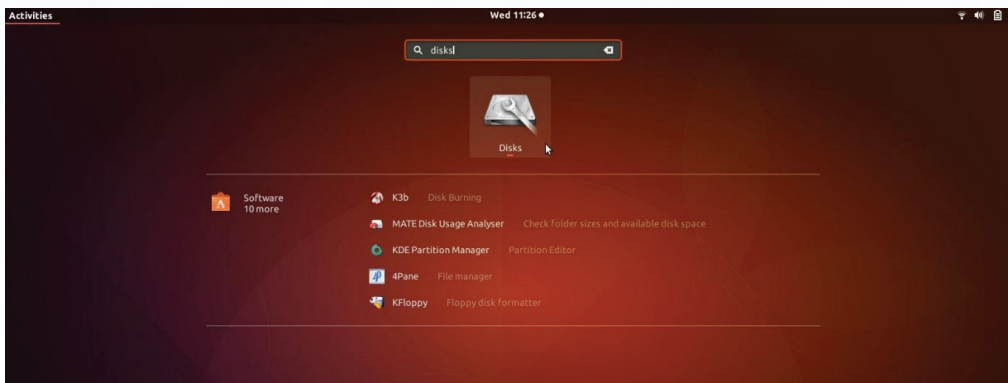 Activities
Wed 11:26
disks
Disks
Software
10 more
K3b Disk Burning
MATE Disk Usage Analyser Check folder sizes and available disk space
KDE Partition Manager Partition Editor
4Pane File manager
KFloppy Floppy disk formatter